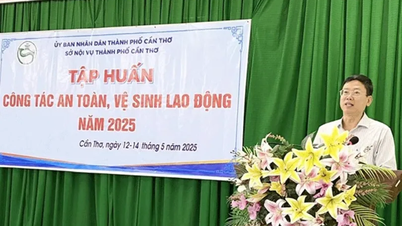 ỦY BAN NHÂN DÂN THÀNH PHỐ CẦN THƠ
SỞ NỘI VỤ THÀNH PHỐ CẦN THƠ
TẬP HUẤN
CÔNG TÁC AN TOÀN, VỆ SINH LAO ĐỘNG
NĂM 2025
Cần Thơ, ngày 12-14 tháng 5 năm 2025